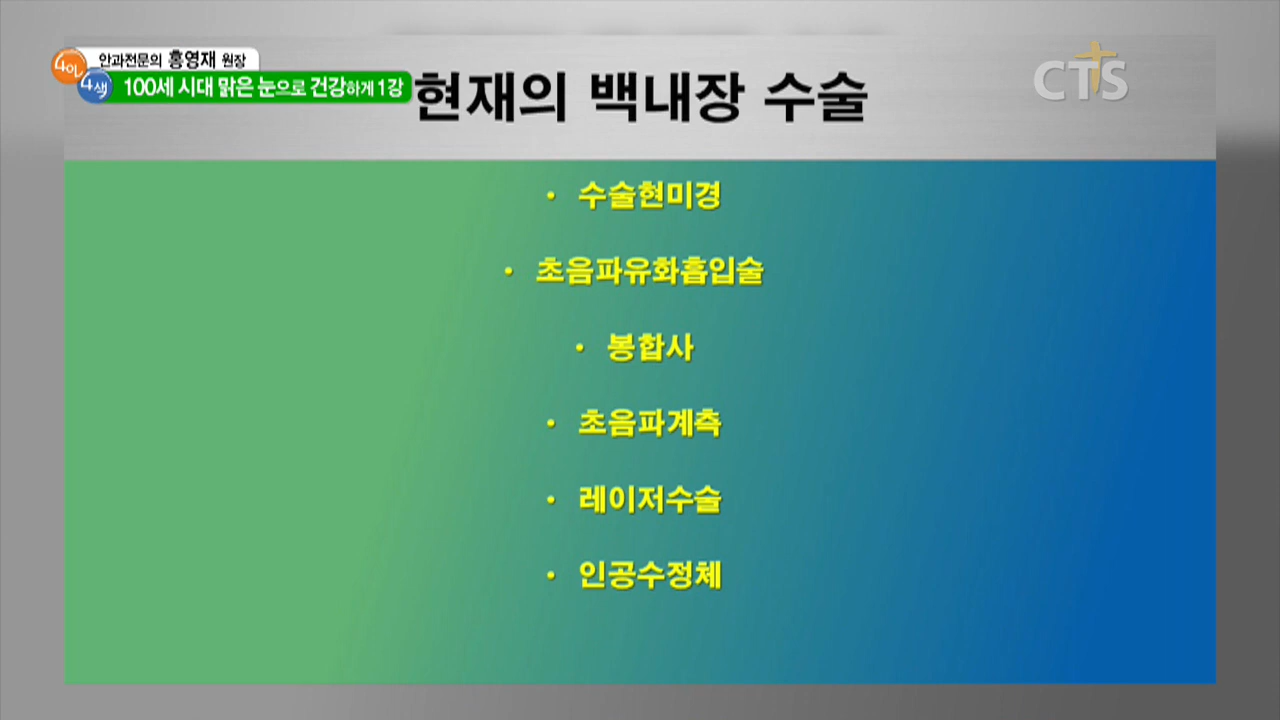 안과전문의 홍영재 원장
4인
4색
100세 시대 맑은 눈으로 건강하게 1강
CTS
현재의 백내장 수술
• 수술현미경
• 초음파유화흡입술
• 봉합사
• 초음파계측
• 레이저수술
• 인공수정체